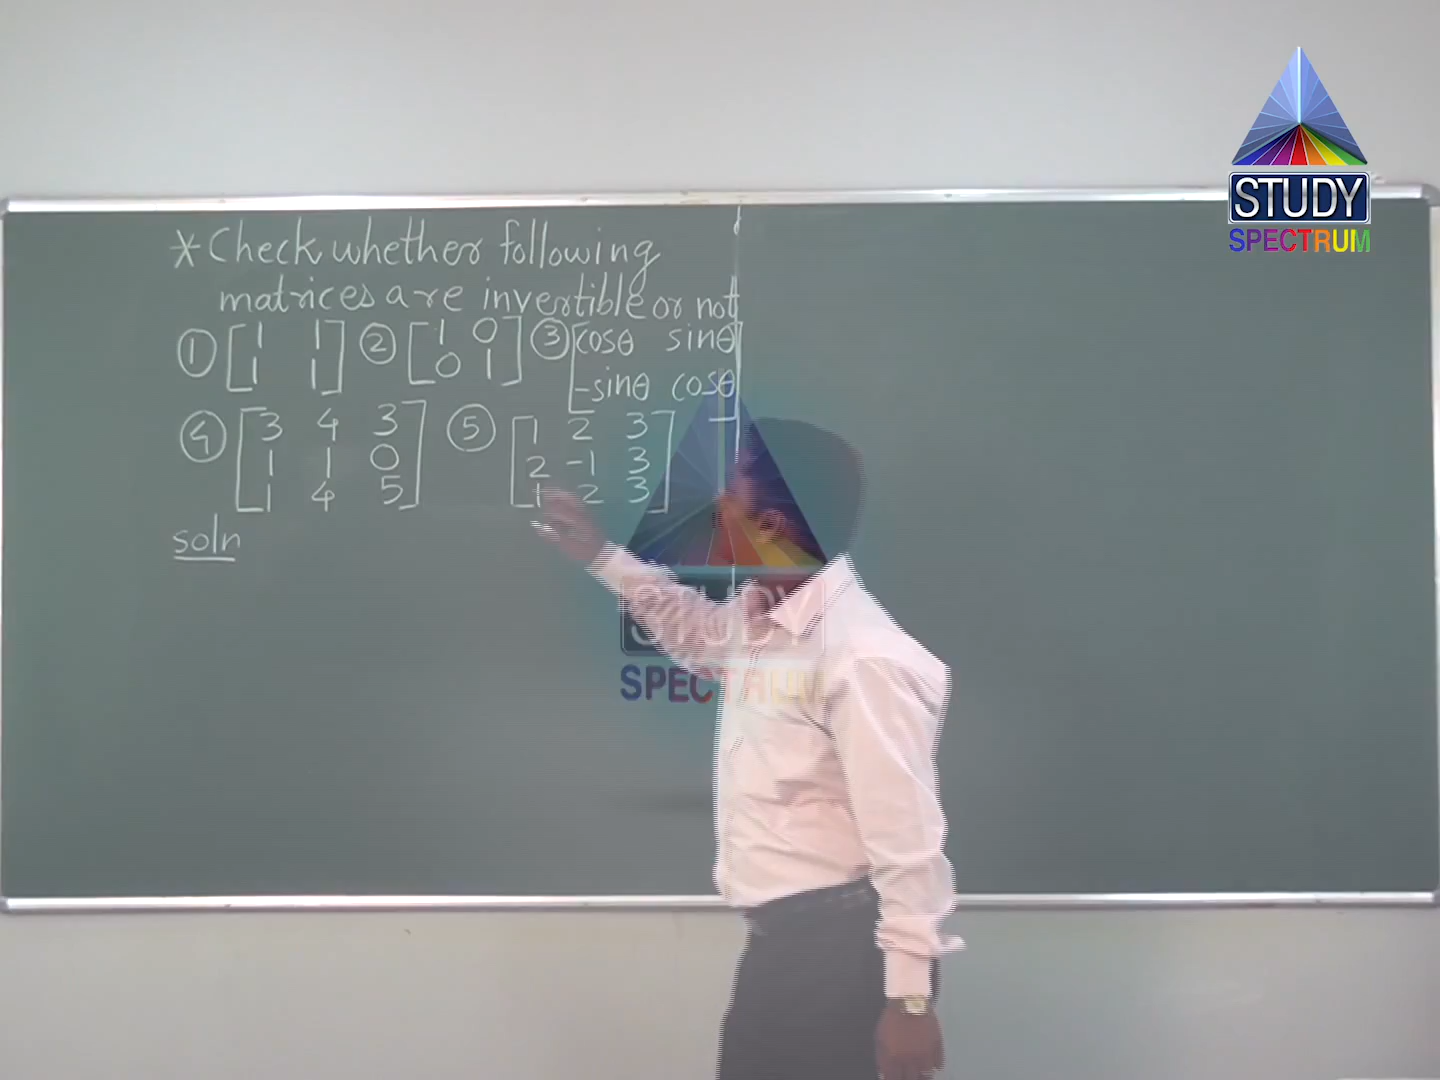 STUDY
SPECTRUM
* Check whether following
matrices are invertible or not
① [1 1 ② [1 0 ③ [cosθ sinθ
1 1] 0 1] -sinθ cosθ]
④ [3 4 3 ⑤ [1 2 3
1 1 0 2 -1 3
1 4 5] 1 2 3]
soln
STUDY
SPECTRUM